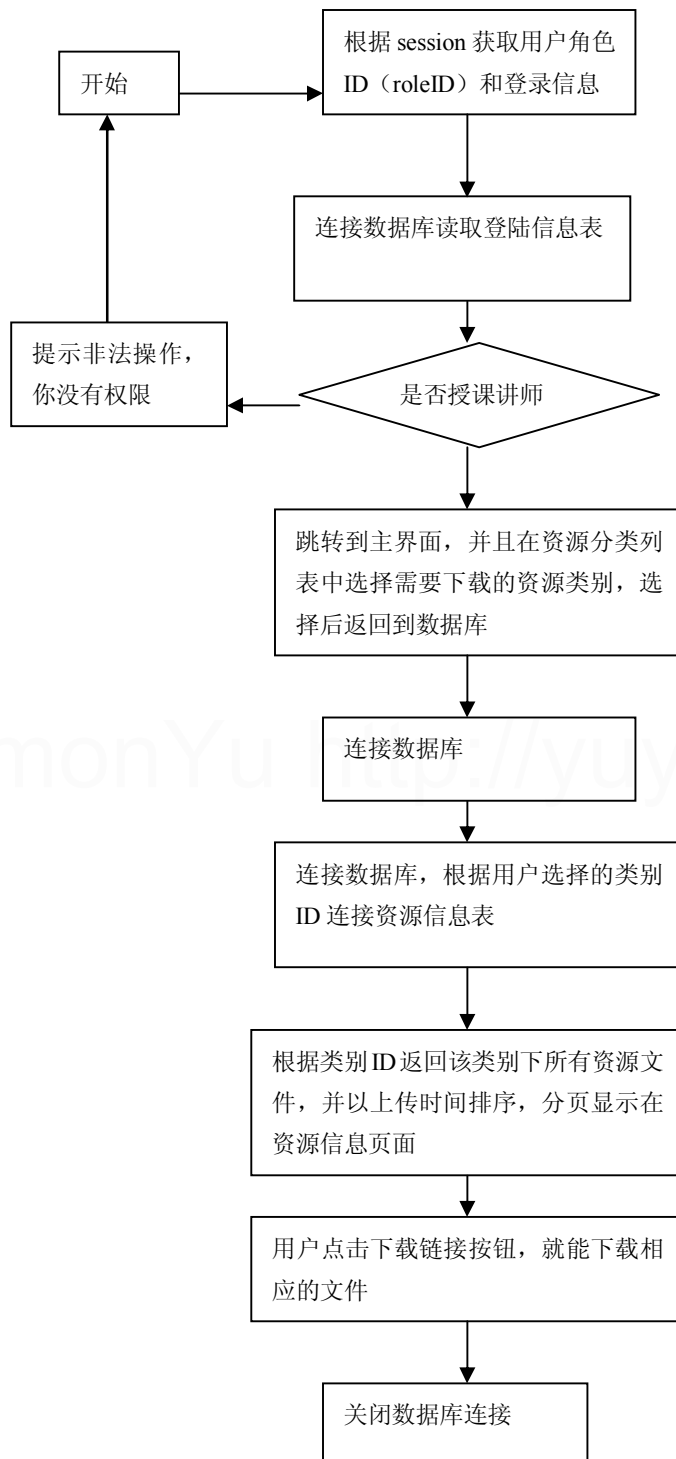 开始
根据 session 获取用户角色
ID（roleID）和登录信息
连接数据库读取登陆信息表
提示非法操作，
你没有权限
是否授课讲师
跳转到主界面，并且在资源分类列
表中选择需要下载的资源类别，选
择后返回到数据库
monYu http://yuy
连接数据库
连接数据库，根据用户选择的类别
ID 连接资源信息表
根据类别 ID 返回该类别下所有资源文
件，并以上传时间排序，分页显示在
资源信息页面
用户点击下载链接按钮，就能下载相
应的文件
关闭数据库连接